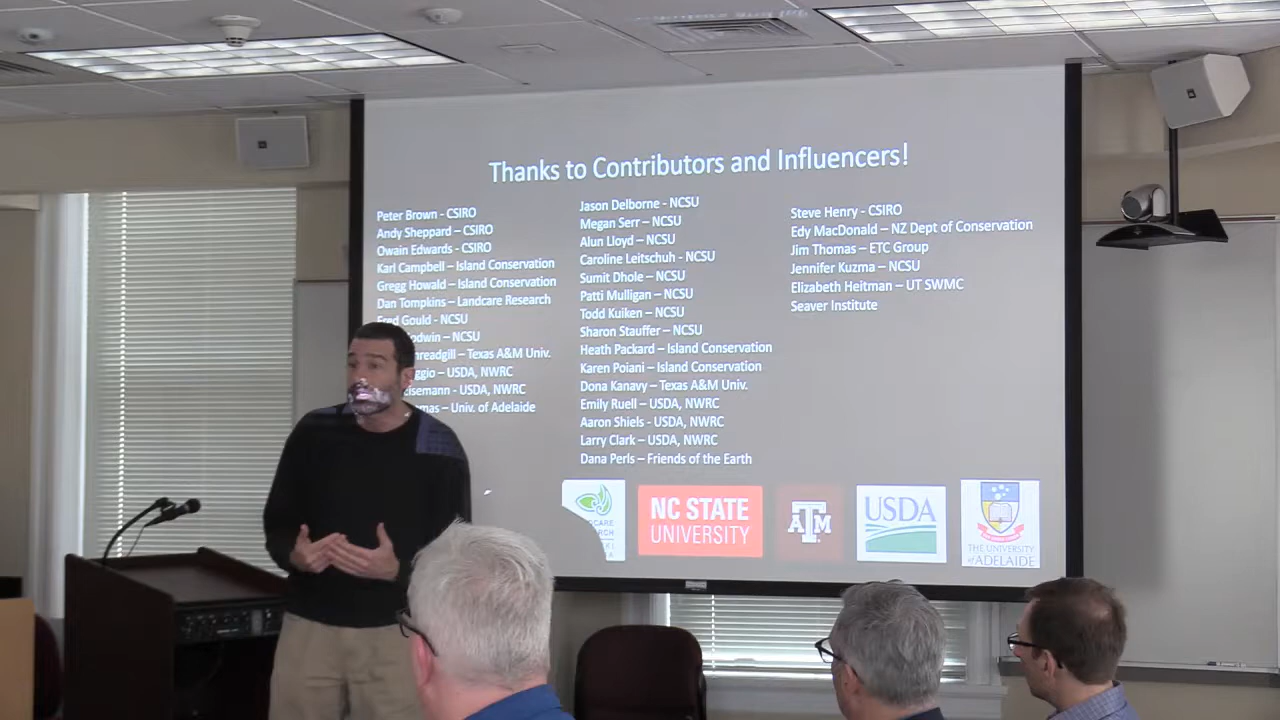 Thanks to Contributors and Influencers!
Peter Brown - CSIRO
Andy Sheppard – CSIRO
Owain Edwards - CSIRO
Karl Campbell – Island Conservation
Gregg Howald – Island Conservation
Dan Tompkins – Landcare Research
Fred Gould - NCSU
– NCSU
– Texas A&M Univ.
– USDA, NWRC
- USDA, NWRC
– Univ. of Adelaide
Jason Delborne - NCSU
Megan Serr – NCSU
Alun Lloyd – NCSU
Caroline Leitschuh - NCSU
Sumit Dhole – NCSU
Patti Mulligan – NCSU
Todd Kuiken – NCSU
Sharon Stauffer – NCSU
Heath Packard – Island Conservation
Karen Poiani – Island Conservation
Dona Kanavy – Texas A&M Univ.
Emily Ruell – USDA, NWRC
Aaron Shiels - USDA, NWRC
Larry Clark – USDA, NWRC
Dana Perls – Friends of the Earth
Steve Henry - CSIRO
Edy MacDonald – NZ Dept of Conservation
Jim Thomas – ETC Group
Jennifer Kuzma – NCSU
Elizabeth Heitman – UT SWMC
Seaver Institute
NC STATE
UNIVERSITY
ATM
USDA
THE UNIVERSITY
of ADELAIDE